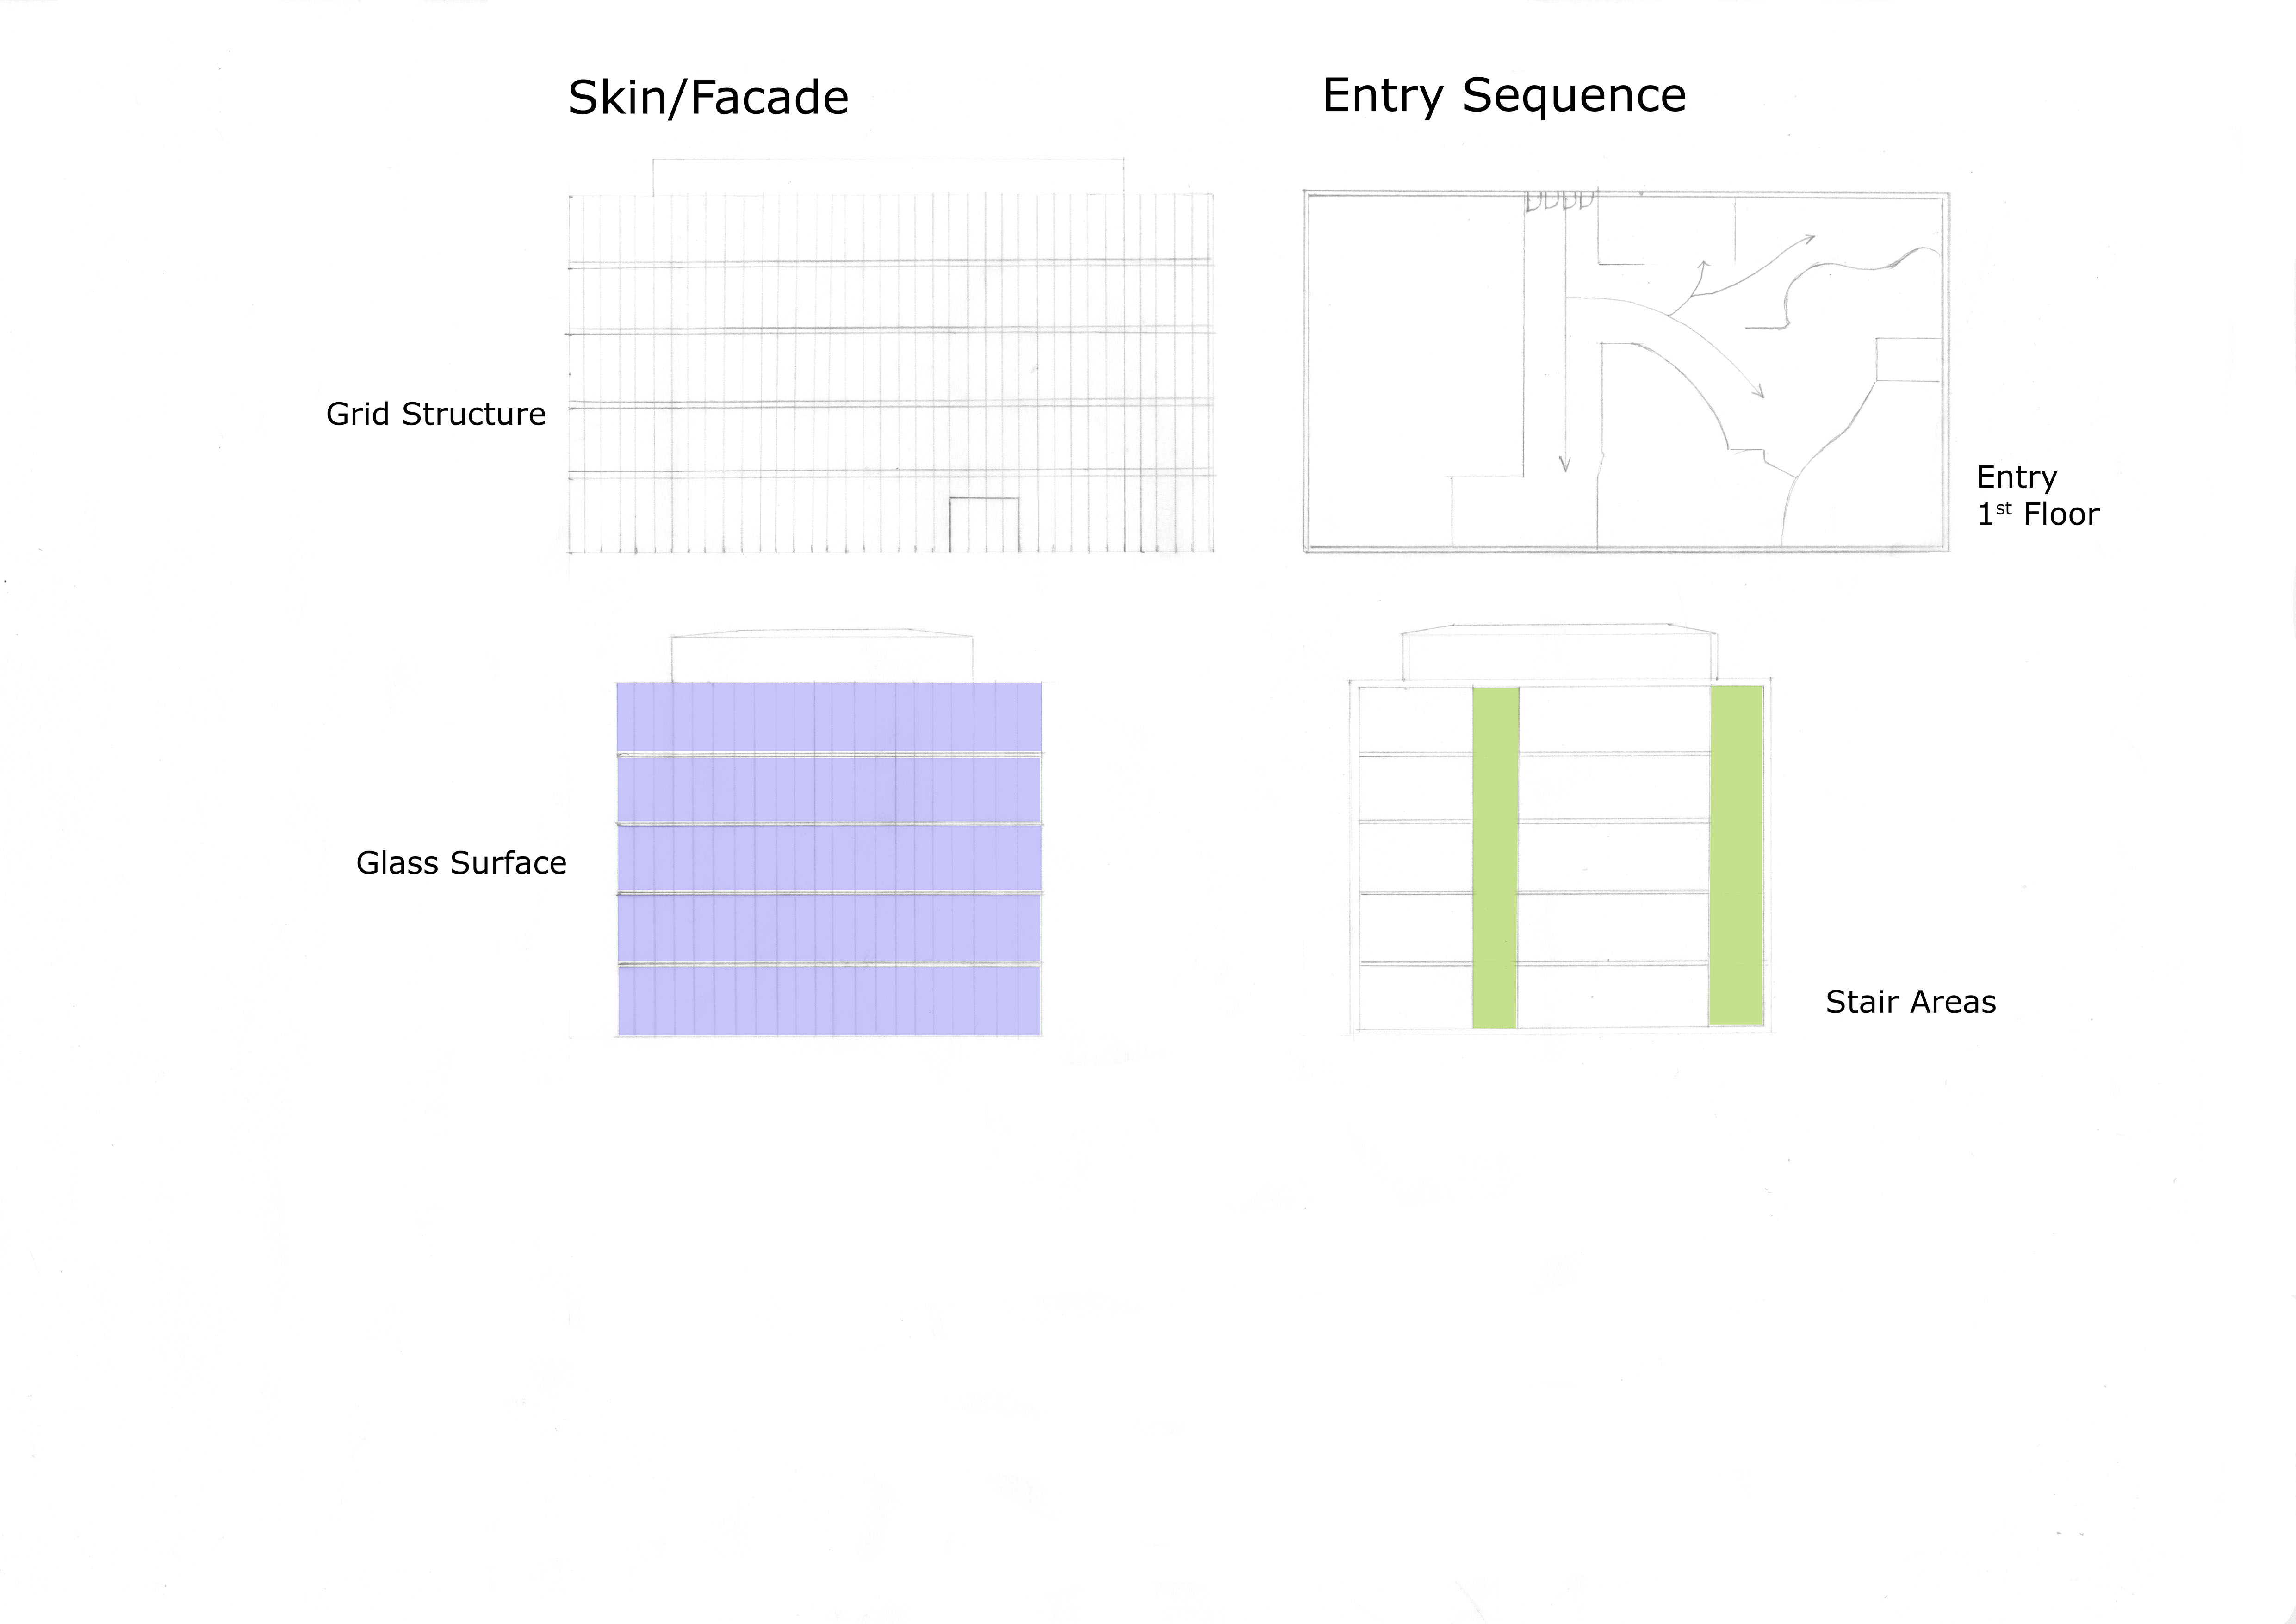 Skin/Facade
Entry Sequence
Grid Structure
Entry
1st Floor
Glass Surface
Stair Areas